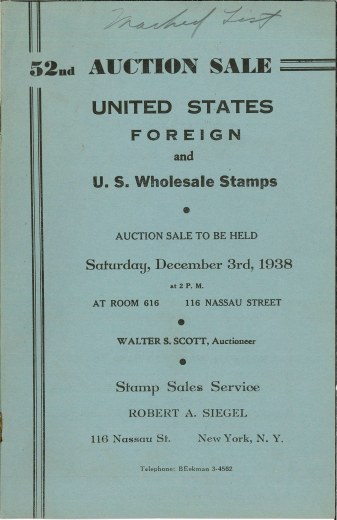 Marked List
52nd AUCTION SALE
UNITED STATES
FOREIGN
and
U. S. Wholesale Stamps
AUCTION SALE TO BE HELD
Saturday, December 3rd, 1938
at 2 P. M.
AT ROOM 616 116 NASSAU STREET
WALTER S. SCOTT, Auctioneer
Stamp Sales Service
ROBERT A. SIEGEL
116 Nassau St. New York, N. Y.
Telephone: BEekman 3-4582